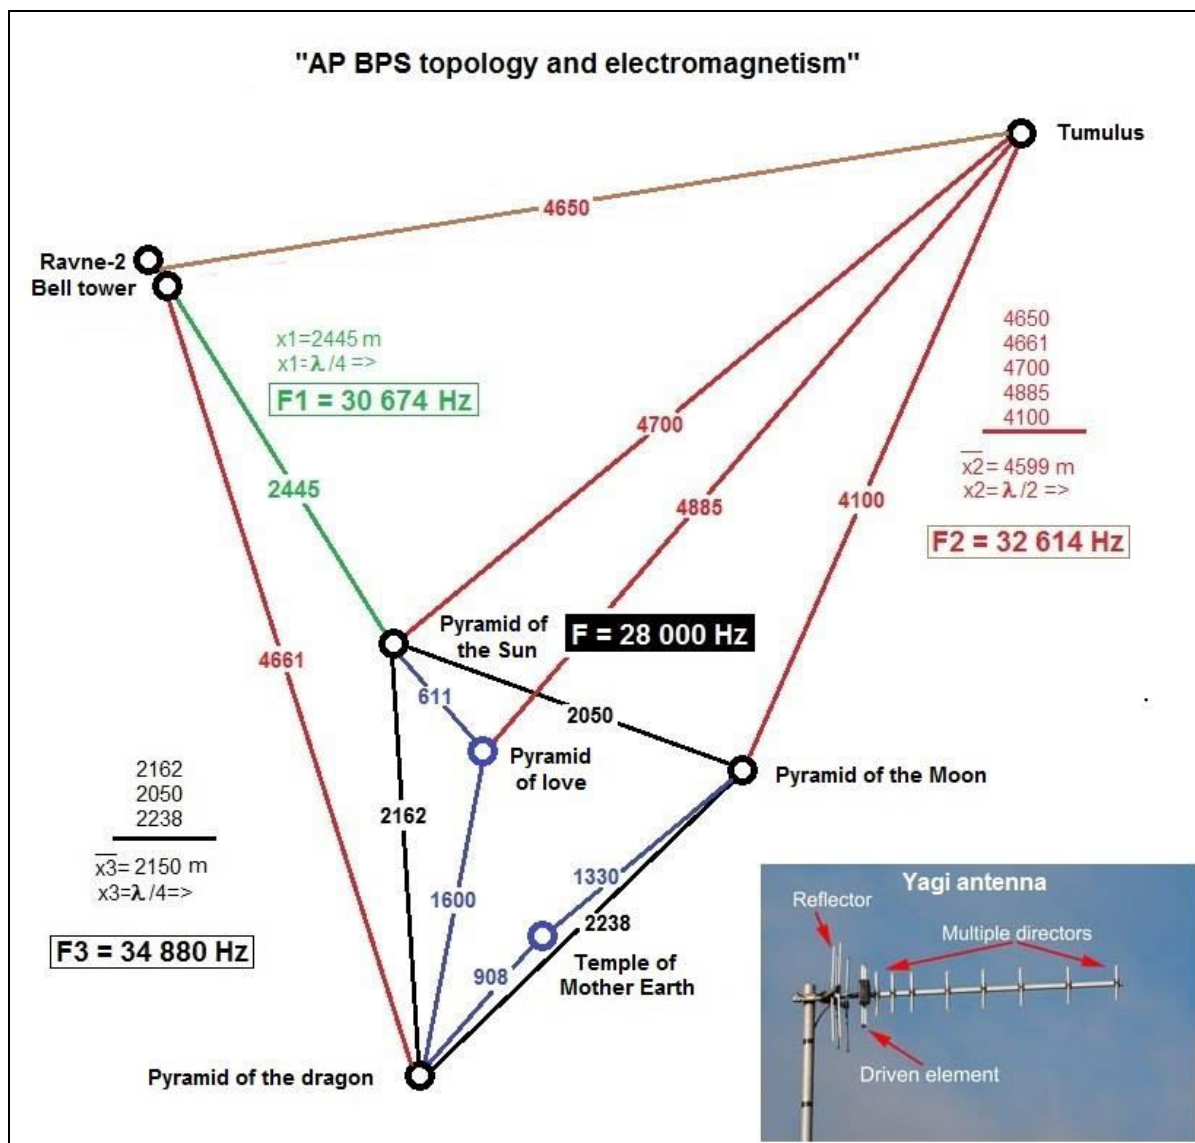 "AP BPS topology and electromagnetism"
Tumulus
4650
Ravne-2
Bell tower
x1=2445 m
x1=λ/4 =>
F1 = 30 674 Hz
4650
4661
4700
4885
4100
x2= 4599 m
x2= λ/2 =>
F2 = 32 614 Hz
4700
4885
4100
2445
4661
Pyramid of
the Sun
F = 28 000 Hz
611
2050
Pyramid
of love
Pyramid of the Moon
2162
2050
2238
x3= 2150 m
x3=λ/4=>
F3 = 34 880 Hz
2162
1600
1330
2238
908
Temple of
Mother Earth
Pyramid of the dragon
Yagi antenna
Reflector
Multiple directors
Driven element